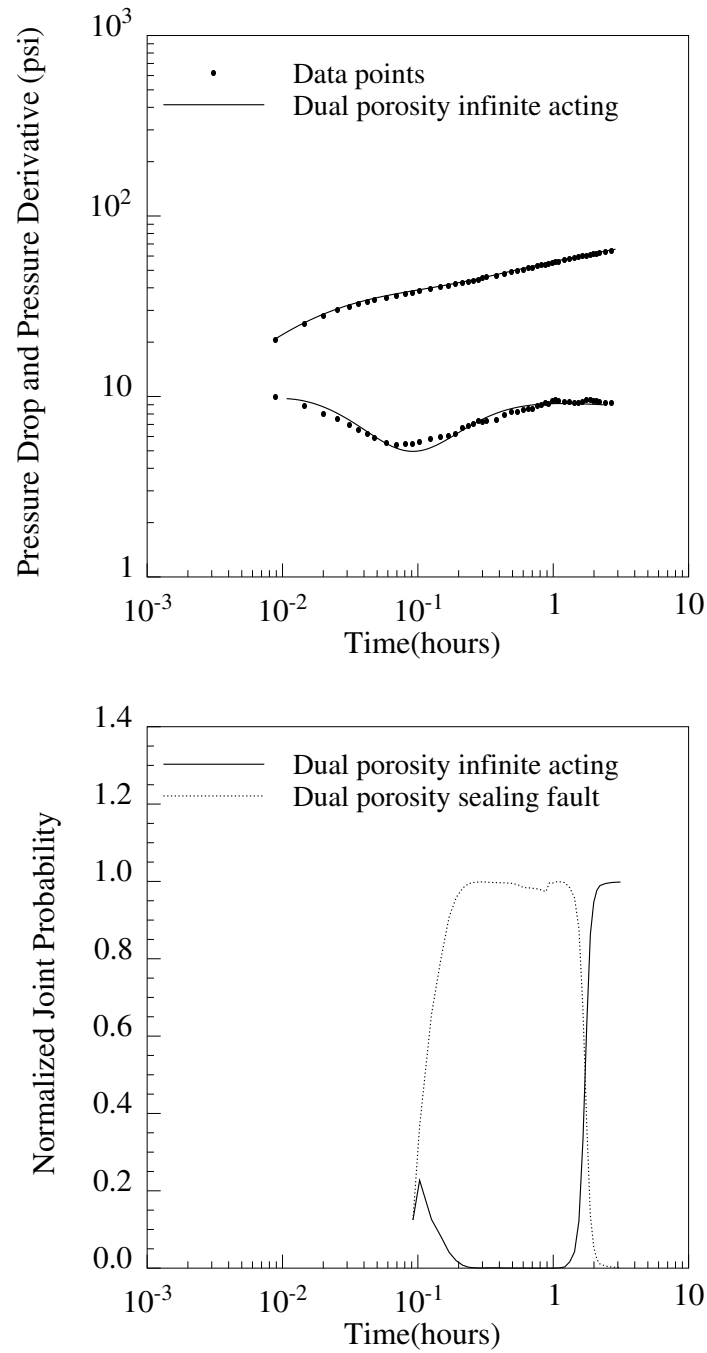 Pressure Drop and Pressure Derivative (psi)
10^3
10^2
10
1
Data points
Dual porosity infinite acting
10^-3
10^-2
10^-1
1
10
Time(hours)
Normalized Joint Probability
1.4
1.2
1.0
0.8
0.6
0.4
0.2
0.0
Dual porosity infinite acting
Dual porosity sealing fault
10^-3
10^-2
10^-1
1
10
Time(hours)